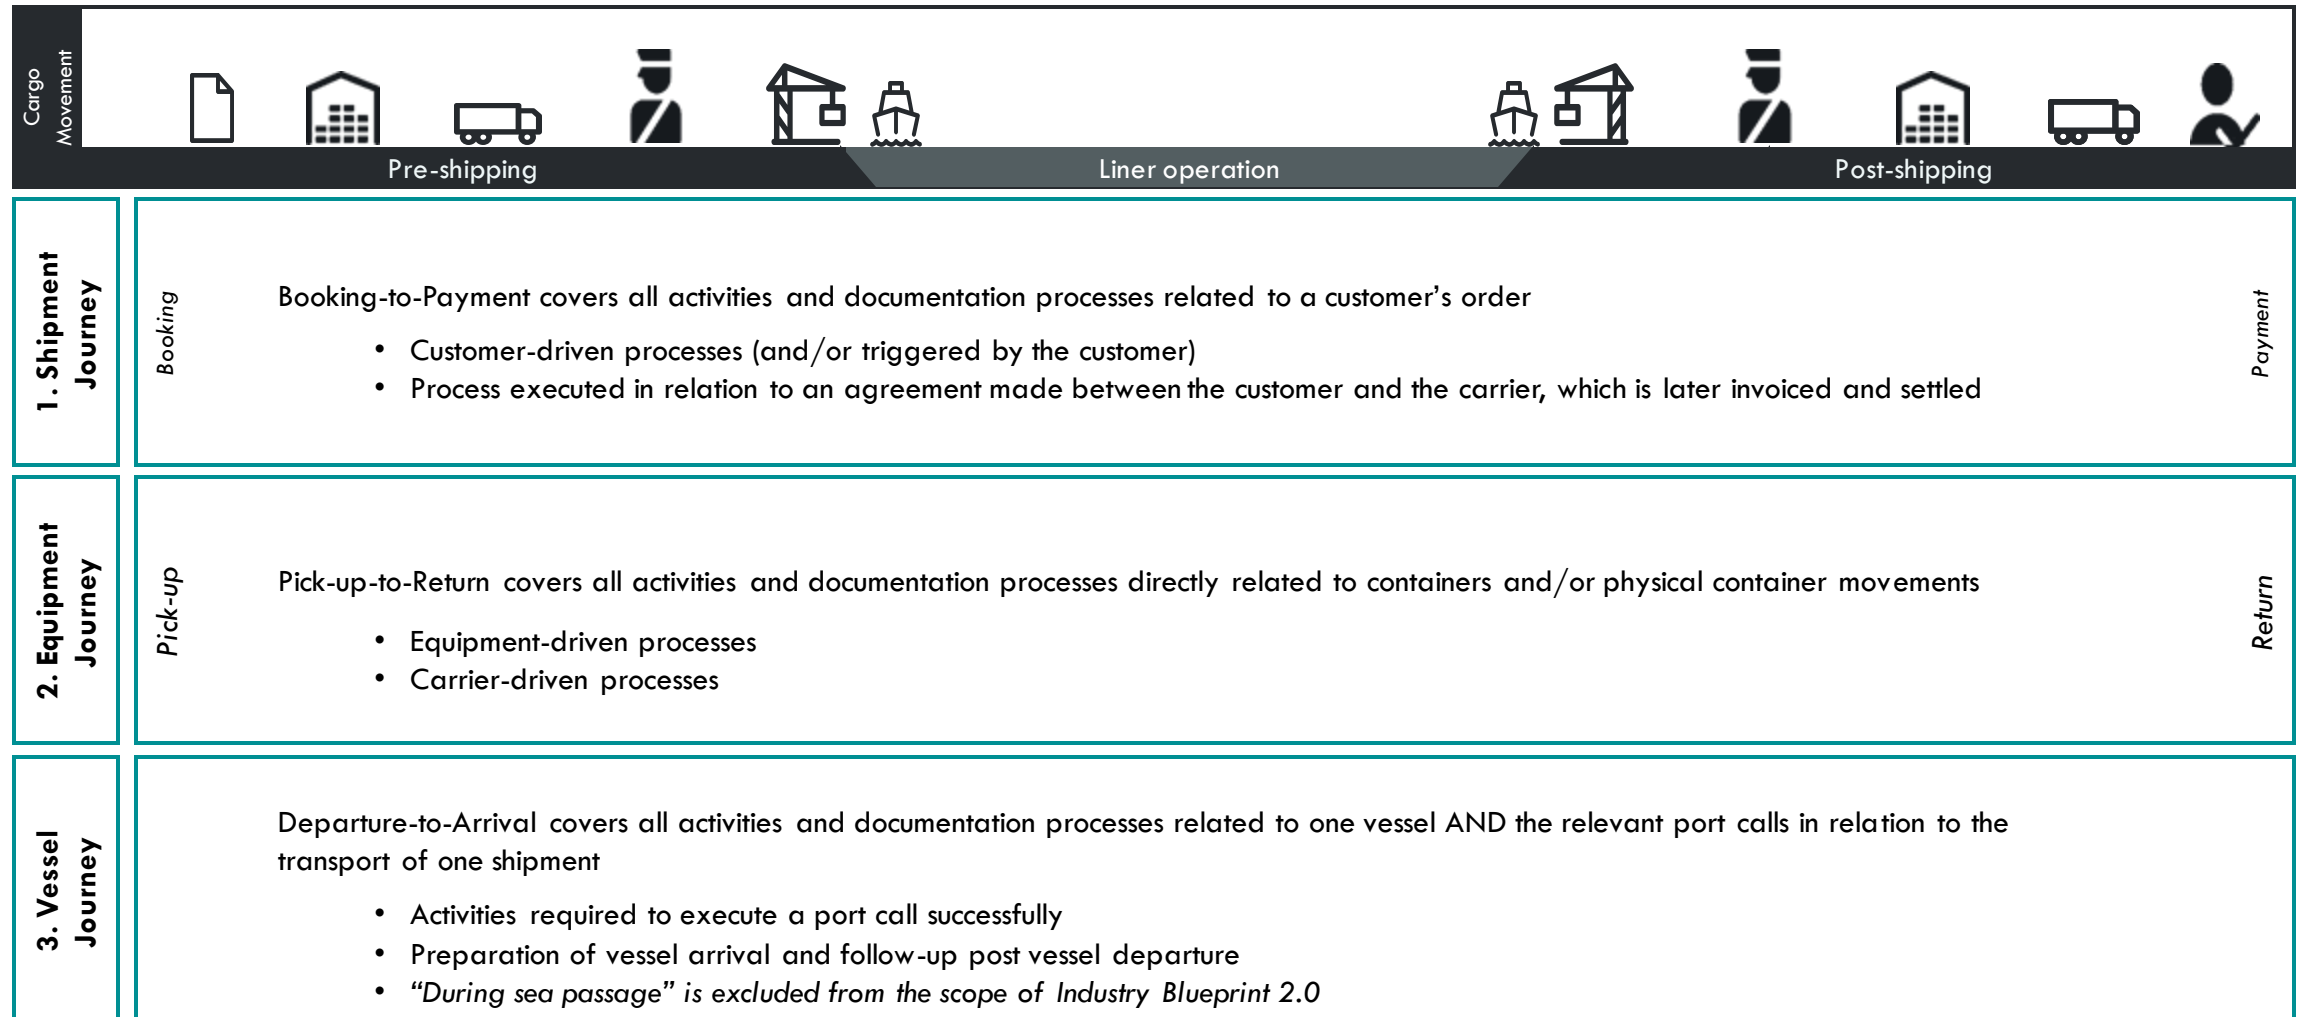 Cargo
Movement
Pre-shipping
Liner operation
Post-shipping
1. Shipment
Journey
Booking
Booking-to-Payment covers all activities and documentation processes related to a customer’s order
• Customer-driven processes (and/or triggered by the customer)
• Process executed in relation to an agreement made between the customer and the carrier, which is later invoiced and settled
Payment
2. Equipment
Journey
Pick-up
Pick-up-to-Return covers all activities and documentation processes directly related to containers and/or physical container movements
• Equipment-driven processes
• Carrier-driven processes
Return
3. Vessel
Journey
Departure-to-Arrival covers all activities and documentation processes related to one vessel AND the relevant port calls in relation to the
transport of one shipment
• Activities required to execute a port call successfully
• Preparation of vessel arrival and follow-up post vessel departure
• “During sea passage” is excluded from the scope of Industry Blueprint 2.0